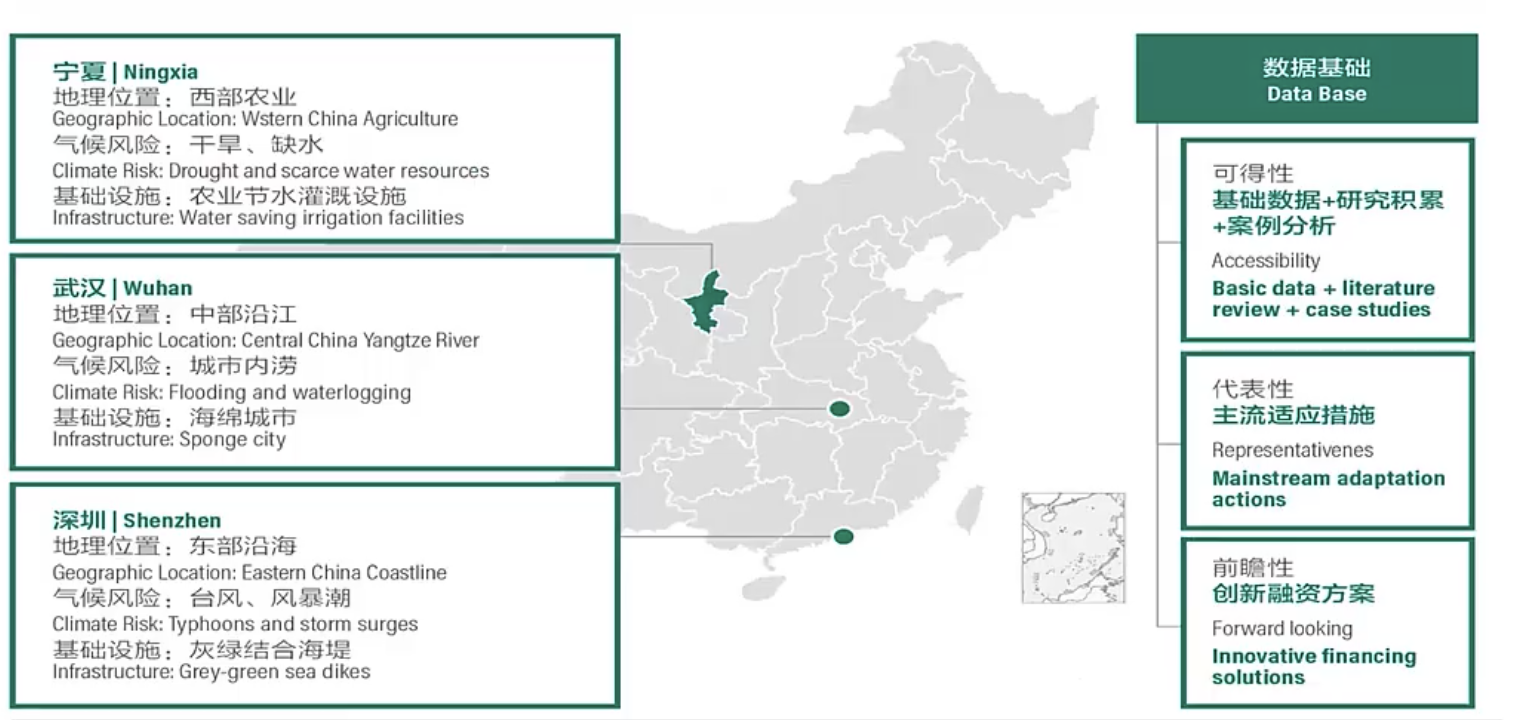 宁夏 | Ningxia
地理位置：西部农业
Geographic Location: Wstern China Agriculture
气候风险：干旱、缺水
Climate Risk: Drought and scarce water resources
基础设施：农业节水灌溉设施
Infrastructure: Water saving irrigation facilities
武汉 | Wuhan
地理位置：中部沿江
Geographic Location: Central China Yangtze River
气候风险：城市内涝
Climate Risk: Flooding and waterlogging
基础设施：海绵城市
Infrastructure: Sponge city
深圳 | Shenzhen
地理位置：东部沿海
Geographic Location: Eastern China Coastline
气候风险：台风、风暴潮
Climate Risk: Typhoons and storm surges
基础设施：灰绿结合海堤
Infrastructure: Grey-green sea dikes
数据基础
Data Base
可得性
基础数据+研究积累
+案例分析
Accessibility
Basic data + literature
review + case studies
代表性
主流适应措施
Representativenes
Mainstream adaptation
actions
前瞻性
创新融资方案
Forward looking
Innovative financing
solutions